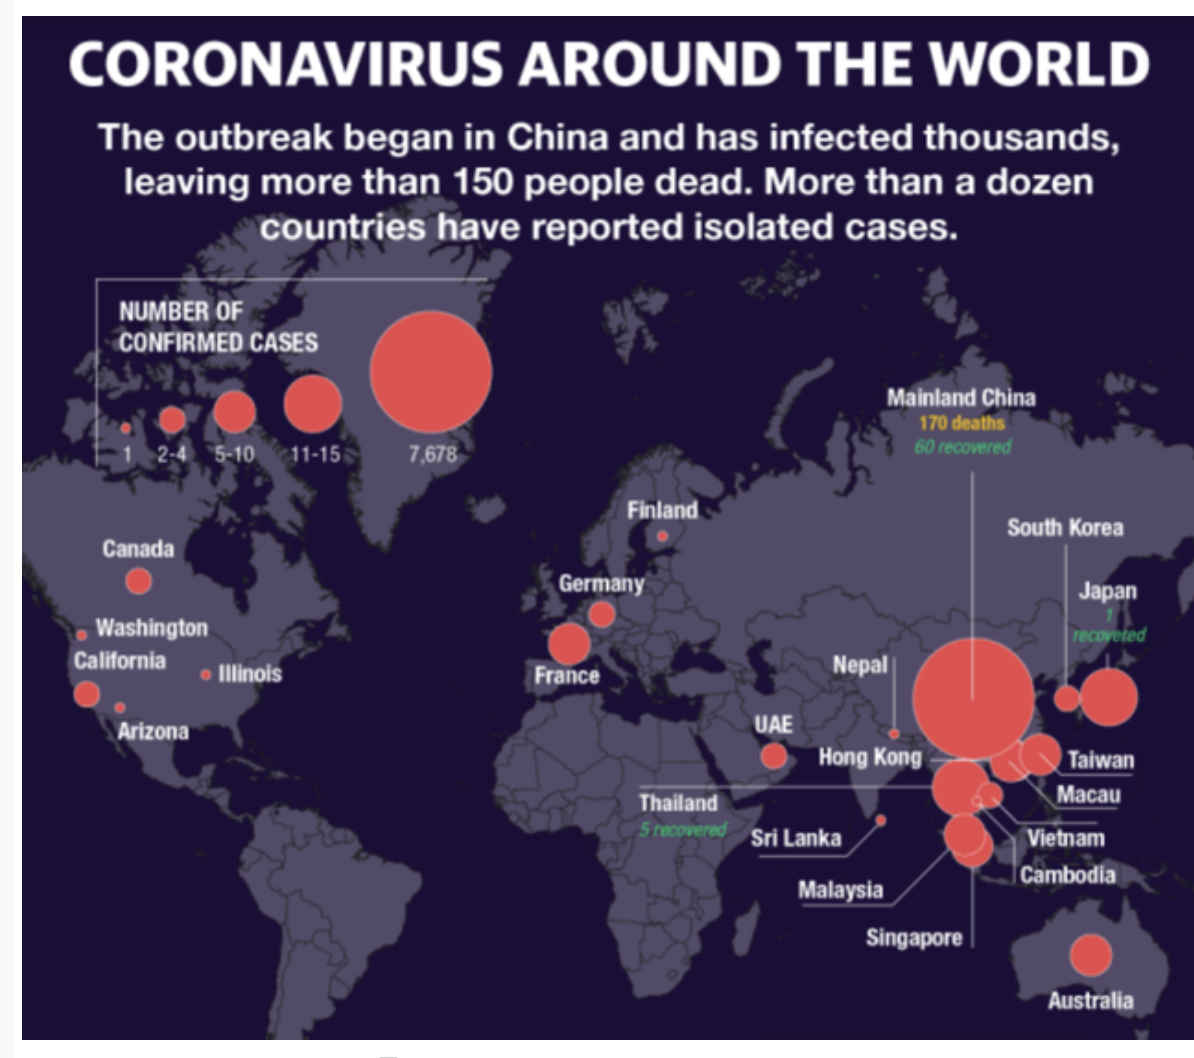 CORONAVIRUS AROUND THE WORLD
The outbreak began in China and has infected thousands,
leaving more than 150 people dead. More than a dozen
countries have reported isolated cases.
NUMBER OF
CONFIRMED CASES
1 2-4 5-10 11-15 7,678
Mainland China
170 deaths
60 recovered
Finland
South Korea
Canada
Germany
Japan
1
recovered
Washington
California
Illinois
France
Nepal
Arizona
UAE
Hong Kong
Taiwan
Macau
Thailand
5 recovered
Sri Lanka
Vietnam
Cambodia
Malaysia
Singapore
Australia